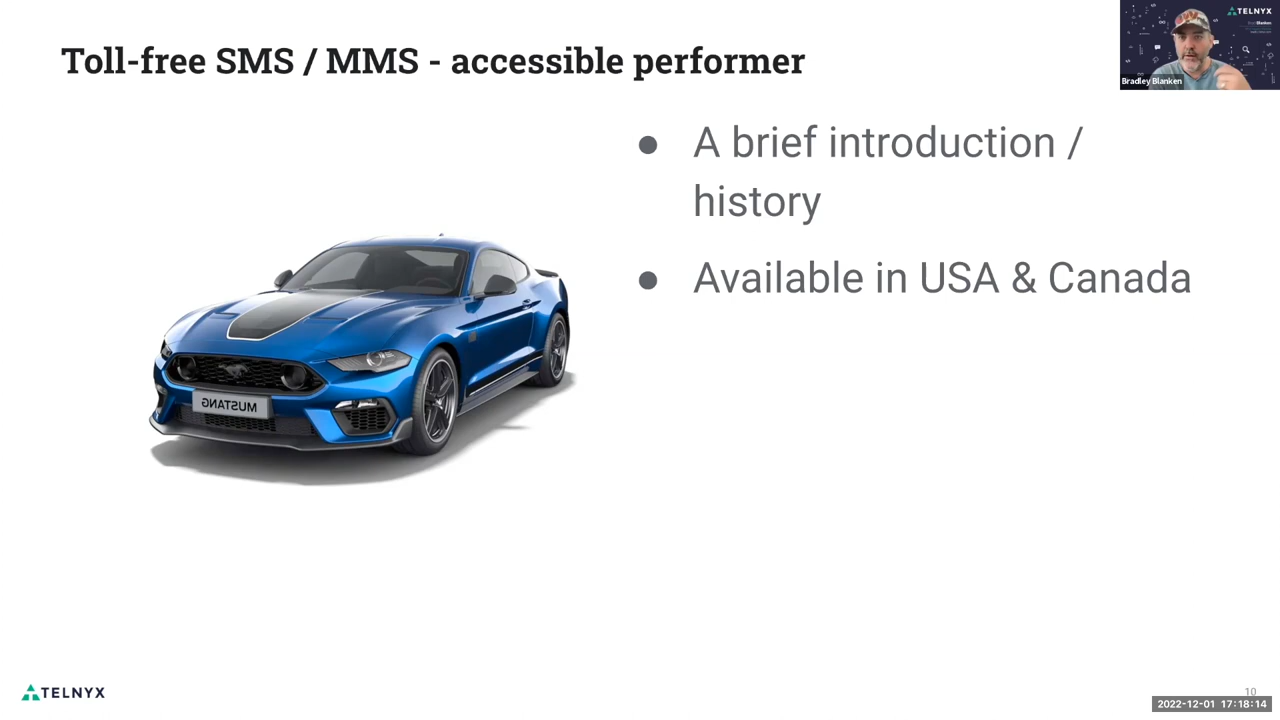 Toll-free SMS / MMS - accessible performer
TELNYX
Bradley Blanken
● A brief introduction /
history
● Available in USA & Canada
MUSTANG
TELNYX
10
2022-12-01 17:18:14